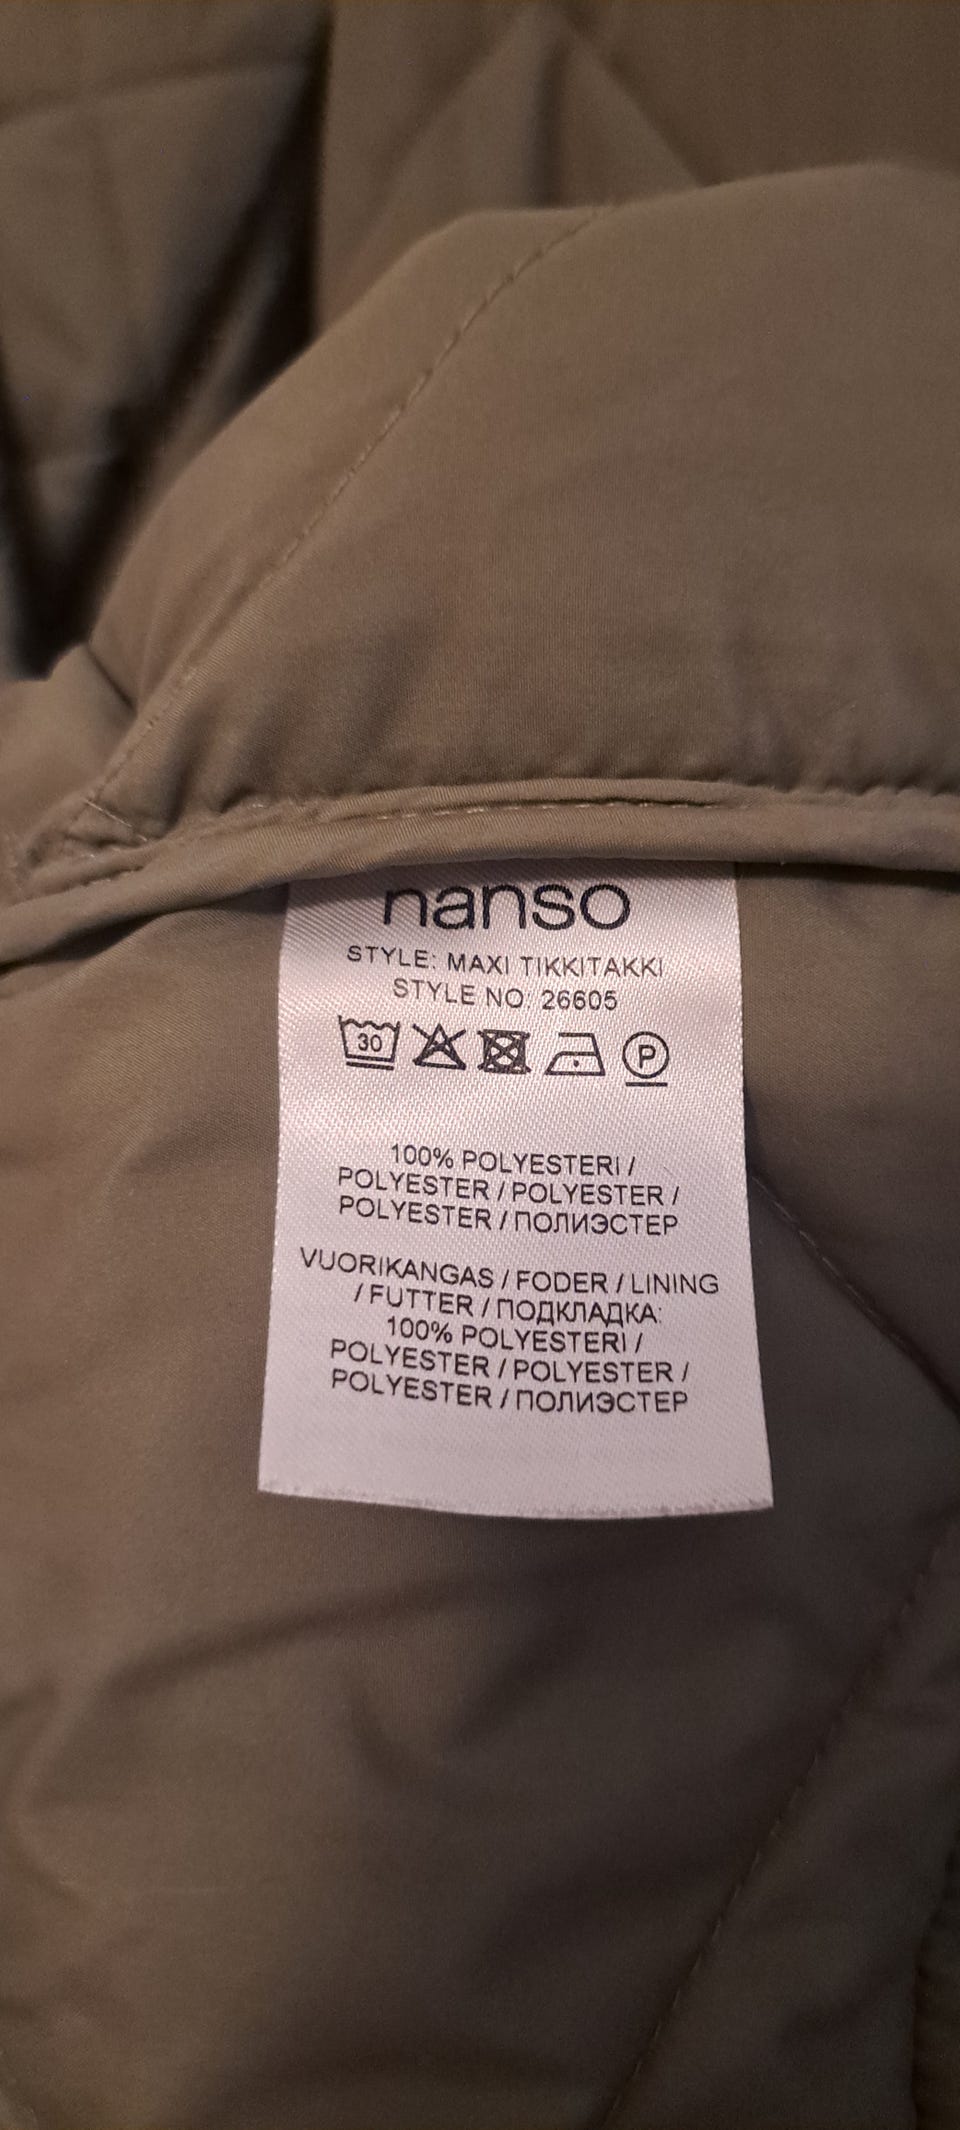 nanso
STYLE: MAXI TIKKITAKKI
STYLE NO: 26605
30 P
100% POLYESTERI /
POLYESTER / POLYESTER /
POLYESTER / ПОЛИЭСТЕР
VUORIKANGAS / FODER / LINING
/ FUTTER / ПОДКЛАДКА:
100% POLYESTERI /
POLYESTER / POLYESTER /
POLYESTER / ПОЛИЭСТЕР